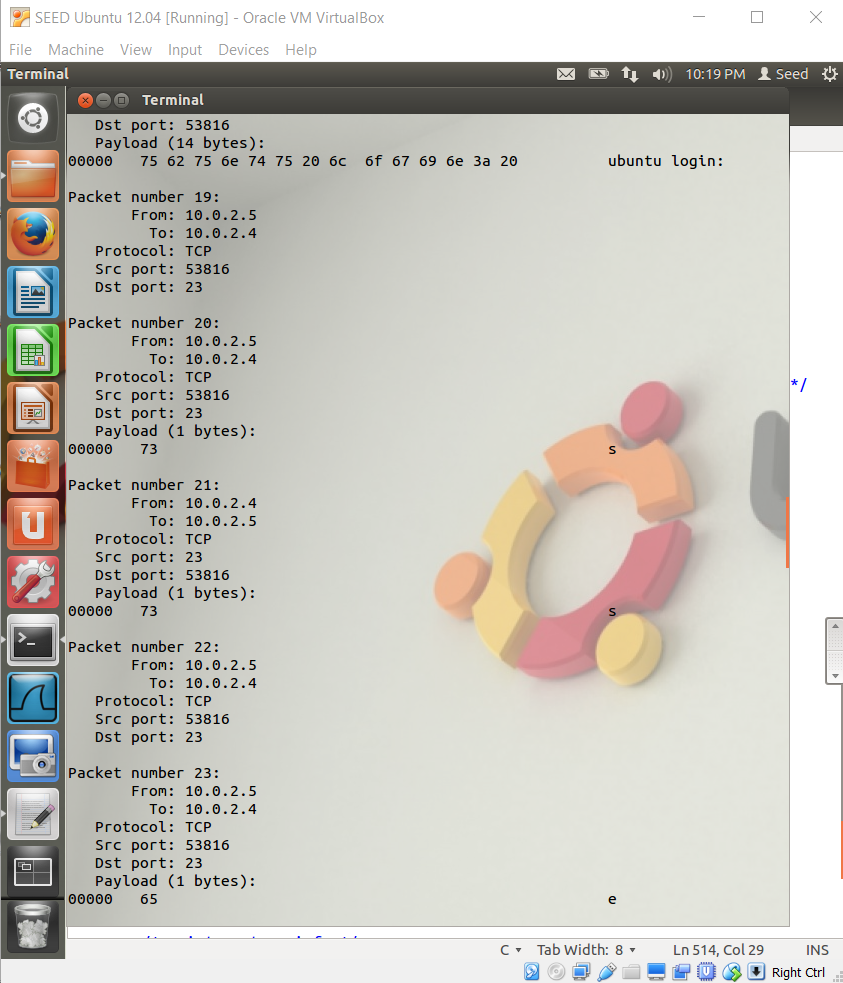 SEED Ubuntu 12.04 [Running] - Oracle VM VirtualBox
File Machine View Input Devices Help
Terminal 10:19 PM Seed
Terminal
Dst port: 53816
Payload (14 bytes):
00000 75 62 75 6e 74 75 20 6c 6f 67 69 6e 3a 20 ubuntu login:
Packet number 19:
From: 10.0.2.5
To: 10.0.2.4
Protocol: TCP
Src port: 53816
Dst port: 23
Packet number 20:
From: 10.0.2.5
To: 10.0.2.4
Protocol: TCP
Src port: 53816
Dst port: 23
Payload (1 bytes):
00000 73 s
Packet number 21:
From: 10.0.2.4
To: 10.0.2.5
Protocol: TCP
Src port: 23
Dst port: 53816
Payload (1 bytes):
00000 73 s
Packet number 22:
From: 10.0.2.5
To: 10.0.2.4
Protocol: TCP
Src port: 53816
Dst port: 23
Packet number 23:
From: 10.0.2.5
To: 10.0.2.4
Protocol: TCP
Src port: 53816
Dst port: 23
Payload (1 bytes):
00000 65 e
*/
C Tab Width: 8 Ln 514, Col 29 INS
Right Ctrl